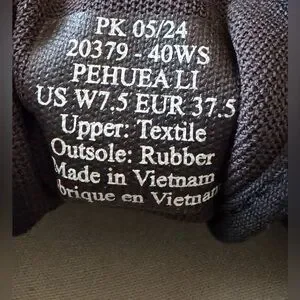 PK 05/24
20379 - 40WS
PEHUEA LI
US W7.5 EUR 37.5
Upper: Textile
Outsole: Rubber
Made in Vietnam
abrique en Vietnam